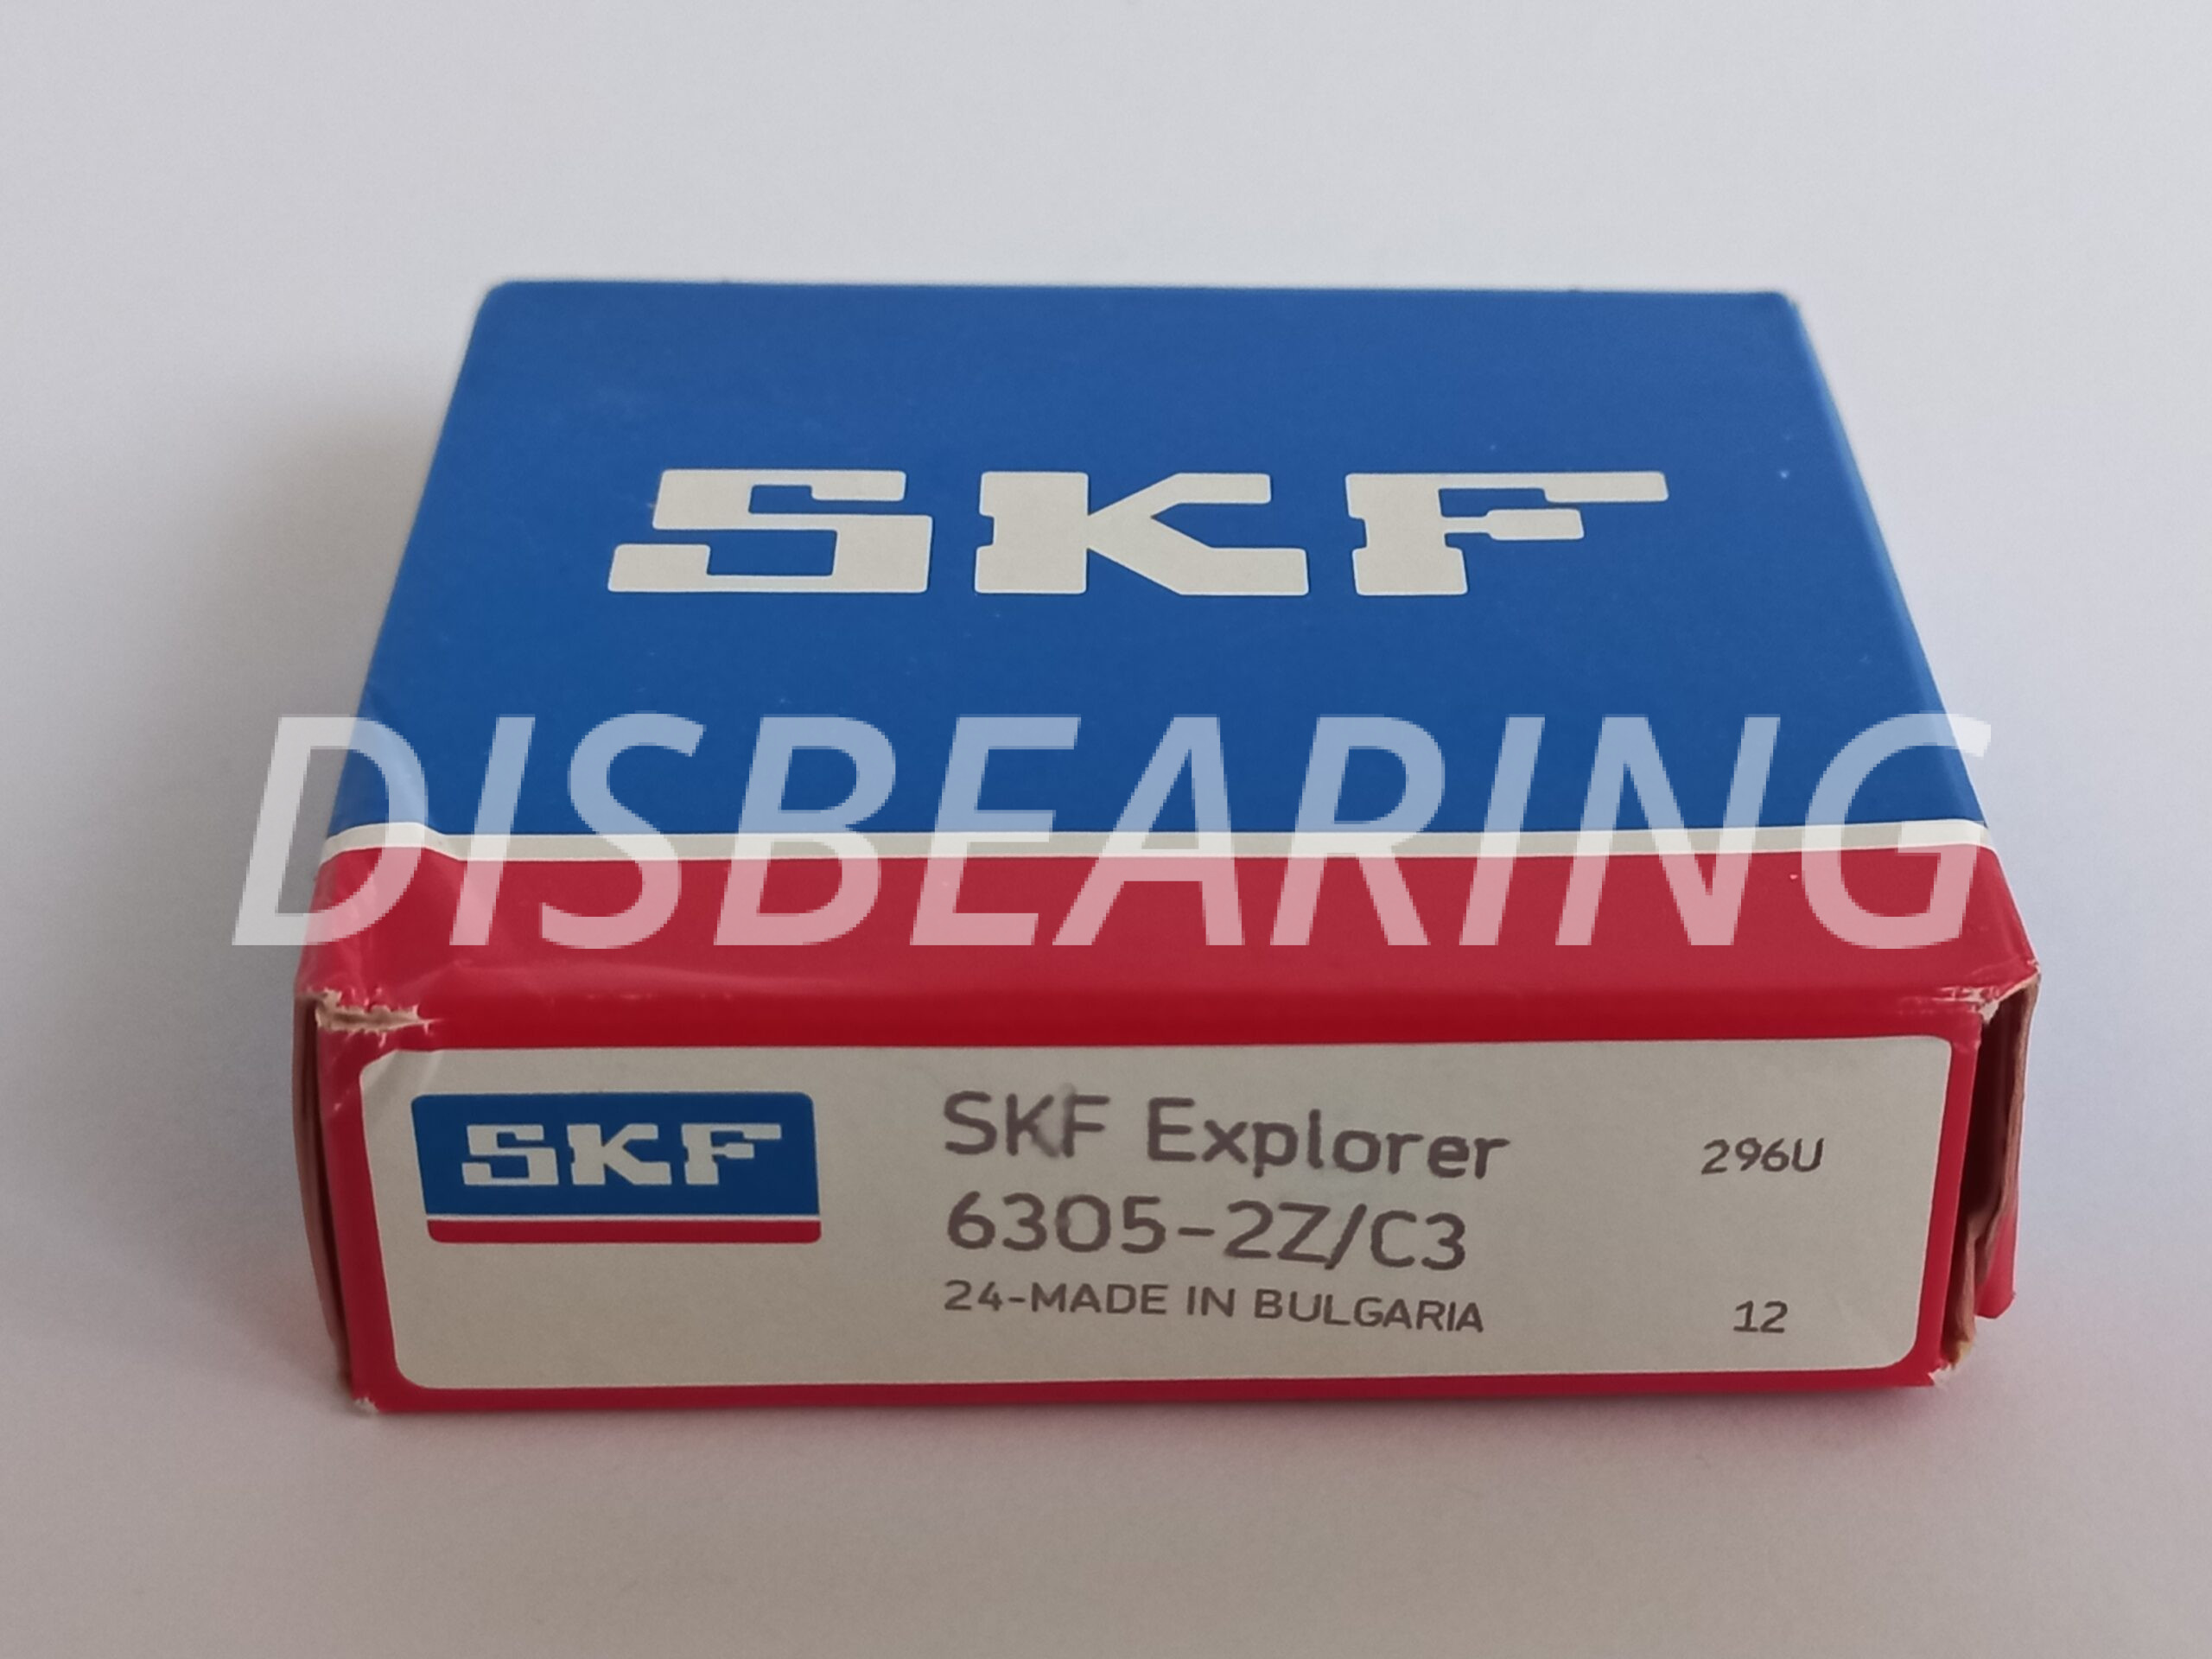 SKF
DISBEARING
SKF
SKF Explorer
6305-2Z/C3
24-MADE IN BULGARIA
296U
12